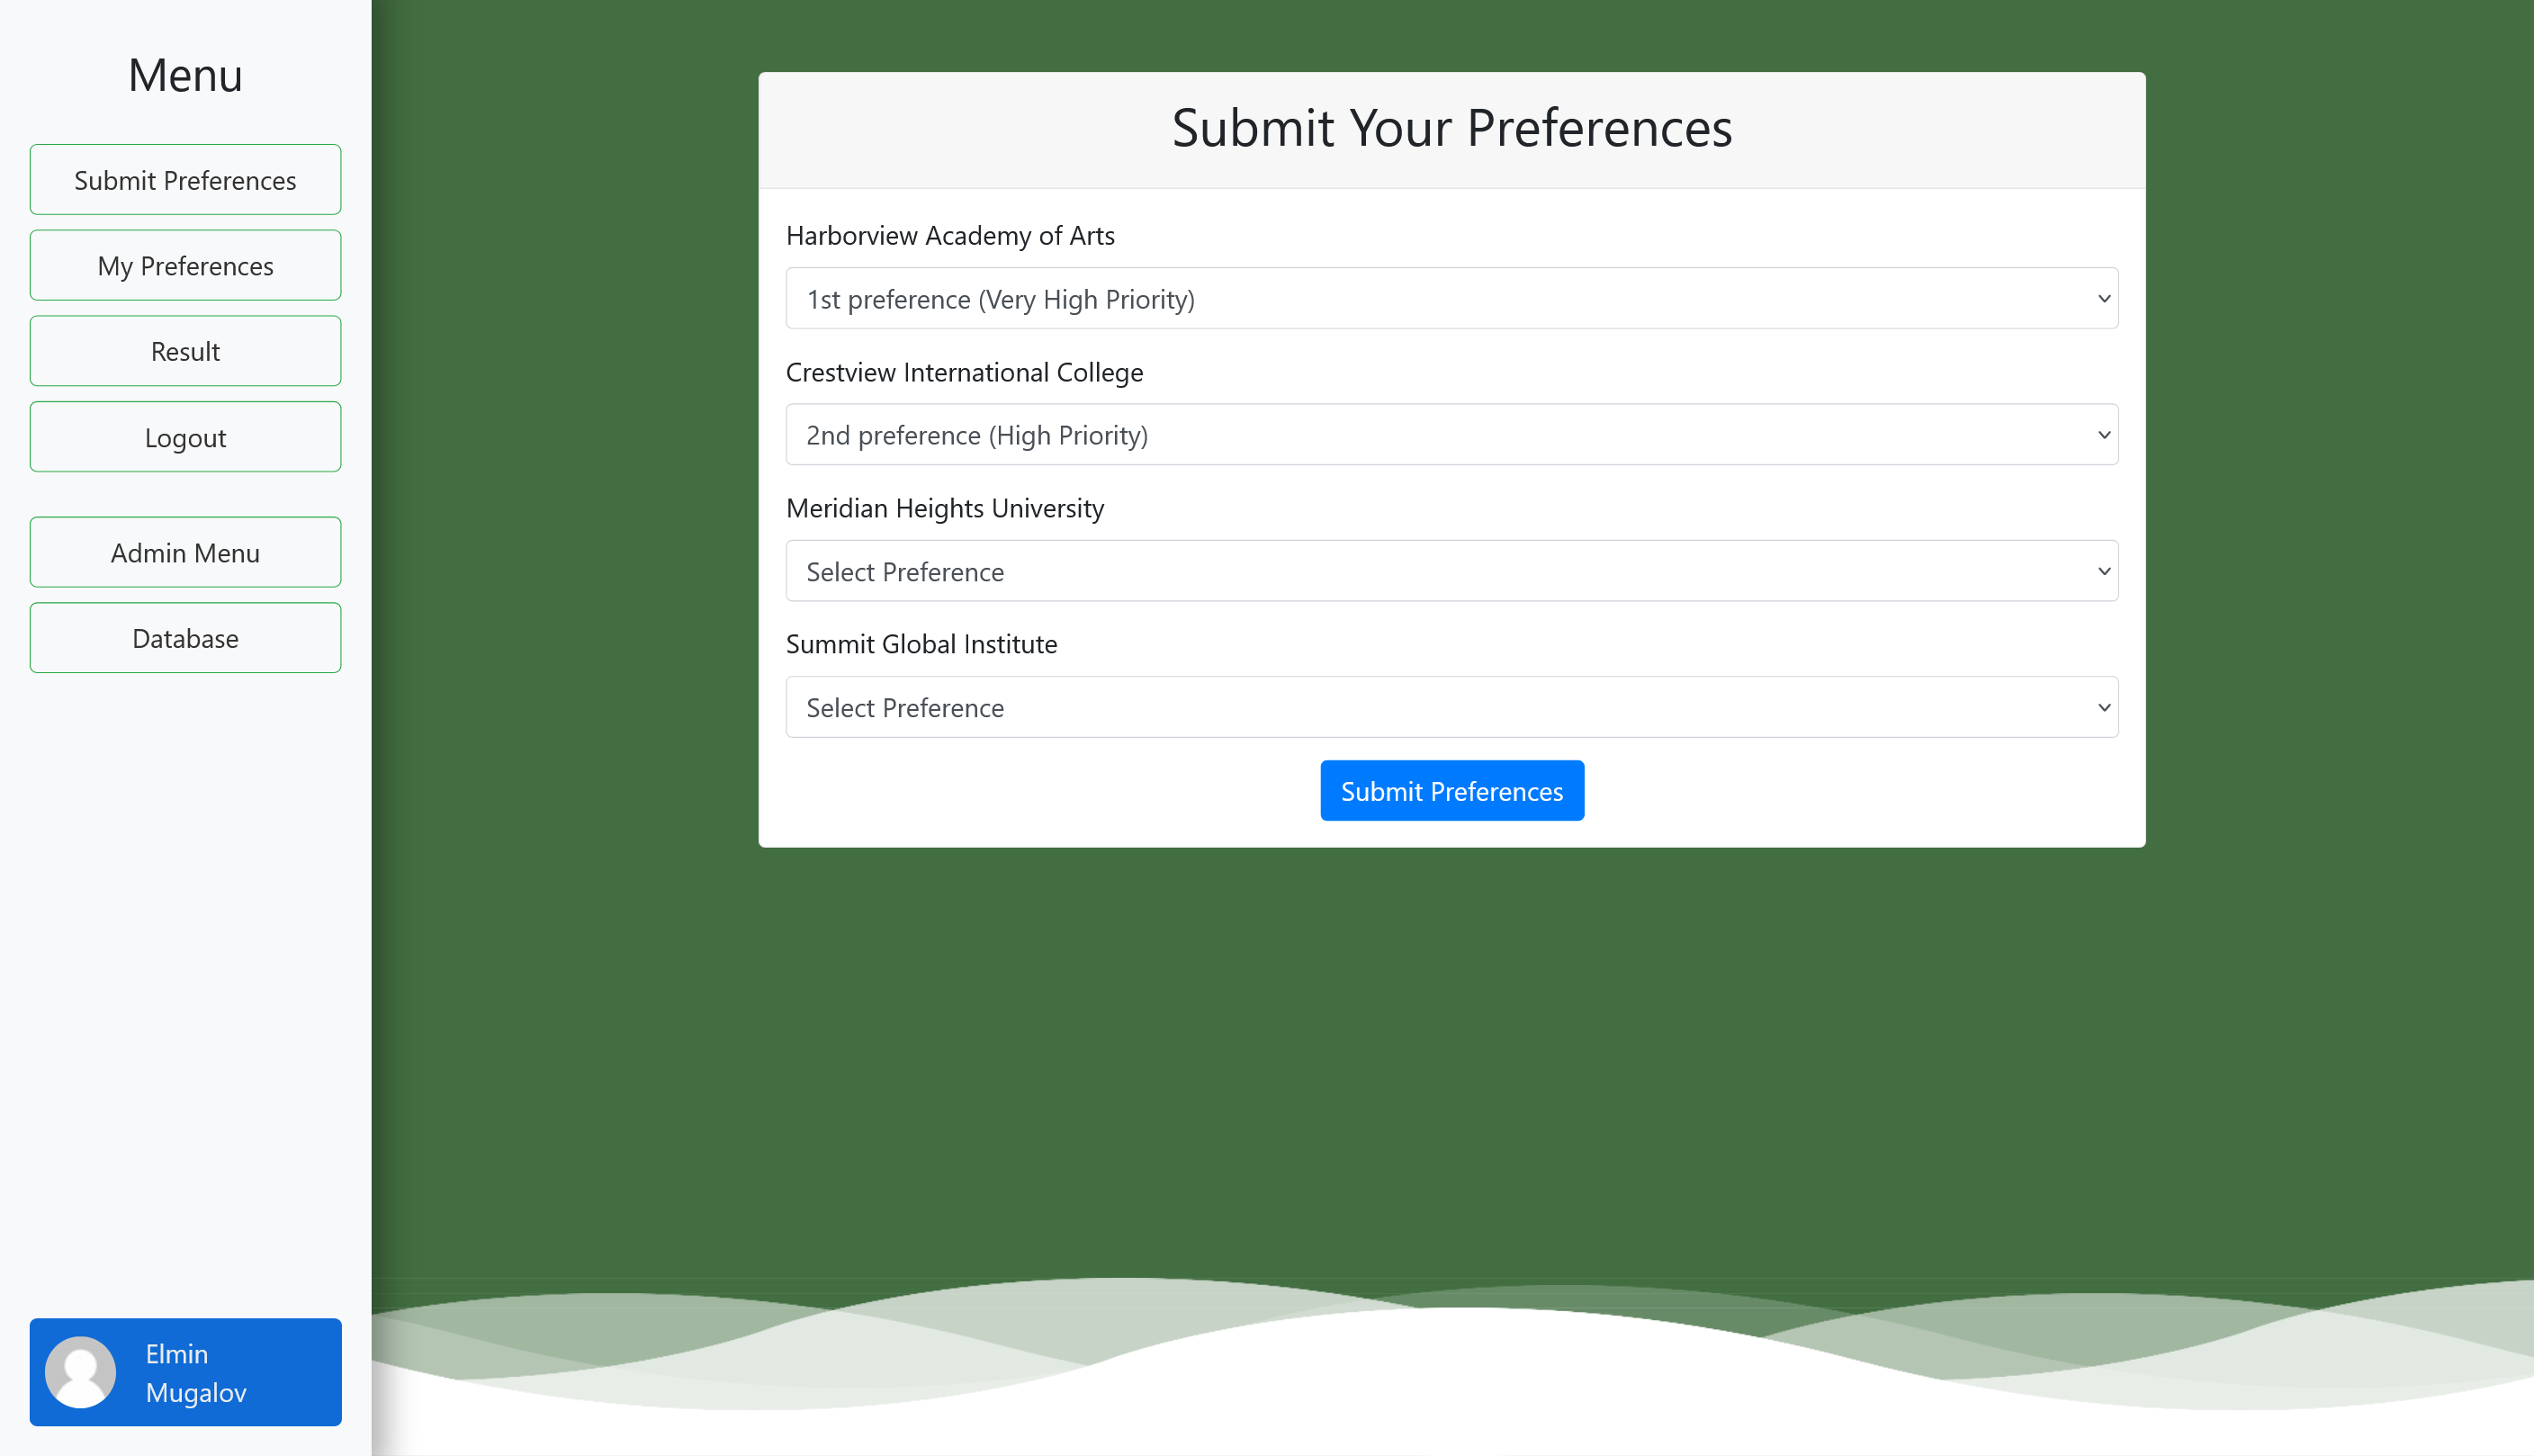 Menu
Submit Preferences
My Preferences
Result
Logout
Admin Menu
Database
Elmin
Mugalov
Submit Your Preferences
Harborview Academy of Arts
1st preference (Very High Priority)
Crestview International College
2nd preference (High Priority)
Meridian Heights University
Select Preference
Summit Global Institute
Select Preference
Submit Preferences